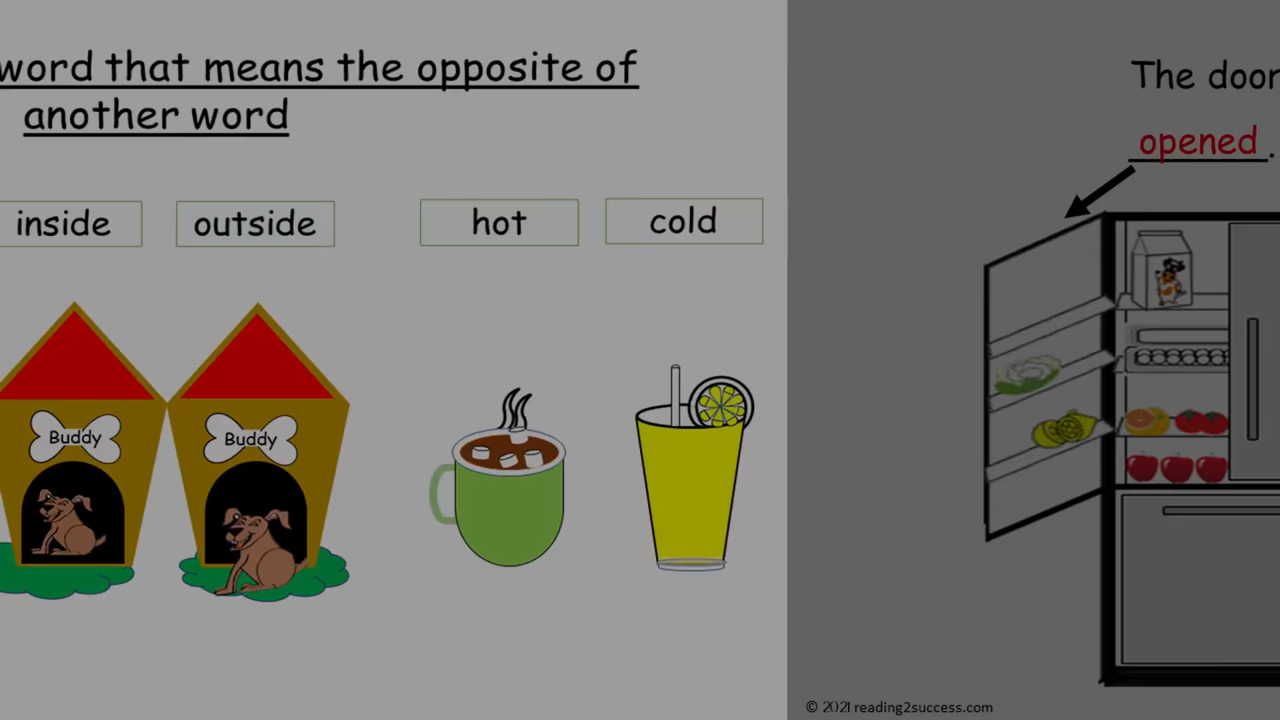 word that means the opposite of
another word
inside
outside
hot
cold
Buddy
Buddy
The door
opened.
© 2021 reading2success.com